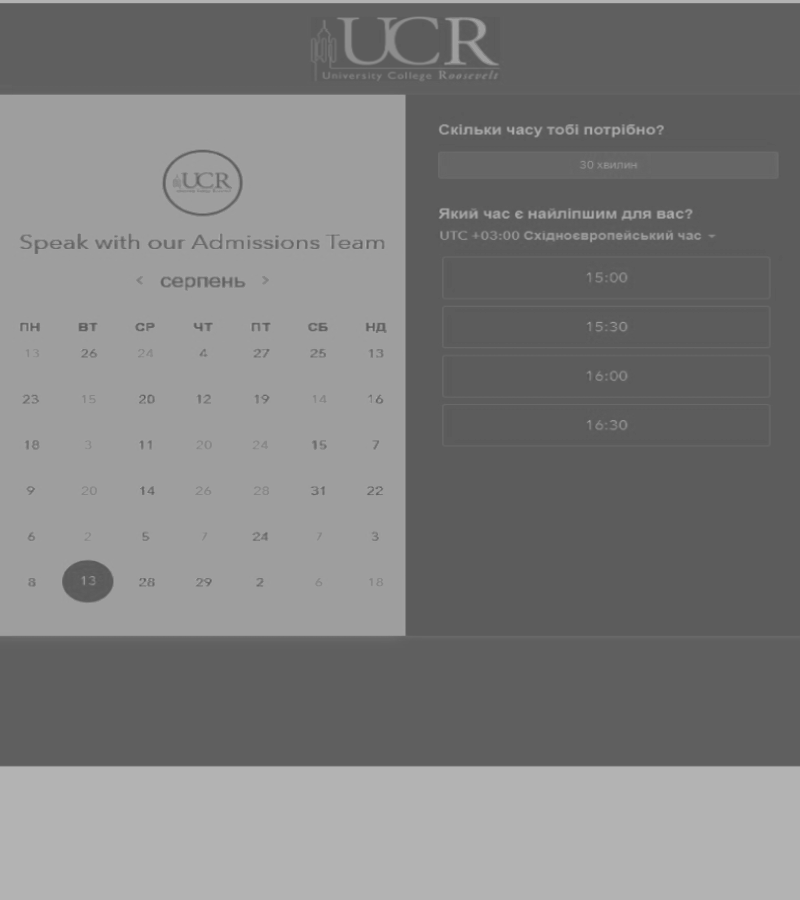 UCR
University College Roosevelt
UCR
Speak with our Admissions Team
серпень
ПН ВТ СР ЧТ ПТ СБ НД
13 26 24 4 27 25 13
23 15 20 12 19 14 16
18 3 11 20 24 15 7
9 20 14 26 28 31 22
6 2 5 7 24 7 3
8 13 28 29 2 6 18
Скільки часу тобі потрібно?
30 хвилин
Який час є найліпшим для вас?
UTC +03:00 Східноєвропейський час
15:00
15:30
16:00
16:30